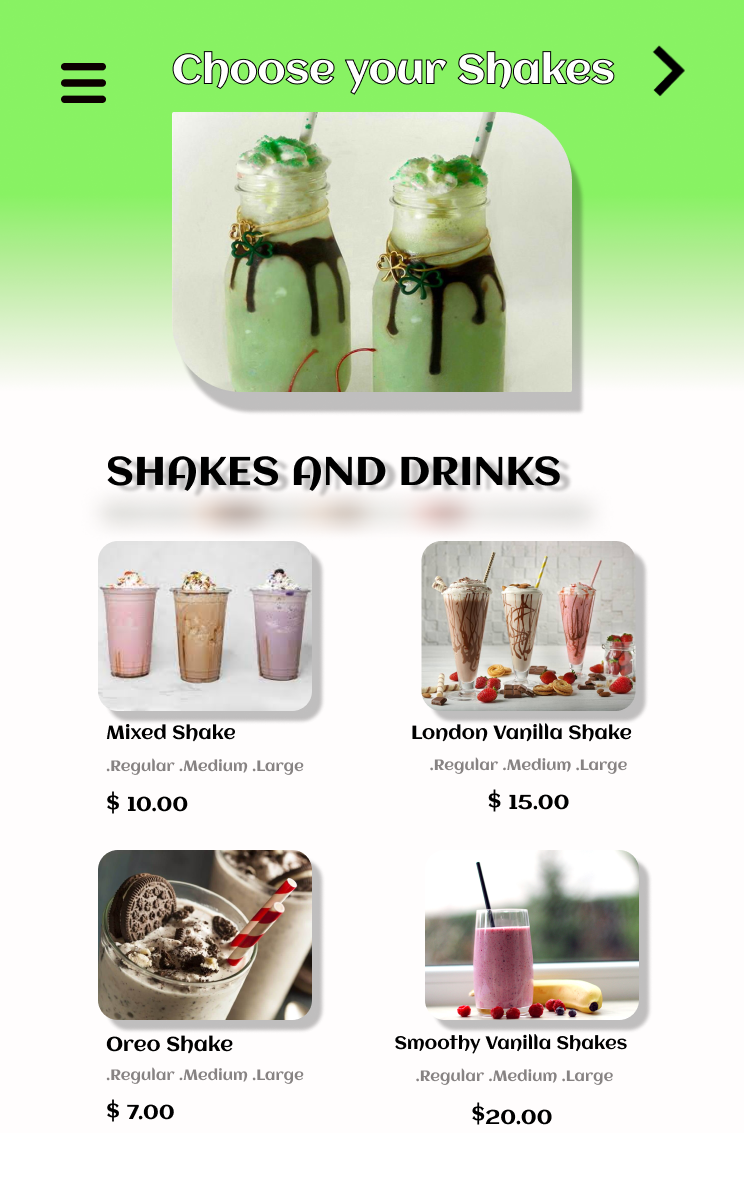 Choose your Shakes
SHAKES AND DRINKS
Mixed Shake
.Regular .Medium .Large
$ 10.00
London Vanilla Shake
.Regular .Medium .Large
$ 15.00
Oreo Shake
.Regular .Medium .Large
$ 7.00
Smoothy Vanilla Shakes
.Regular .Medium .Large
$20.00